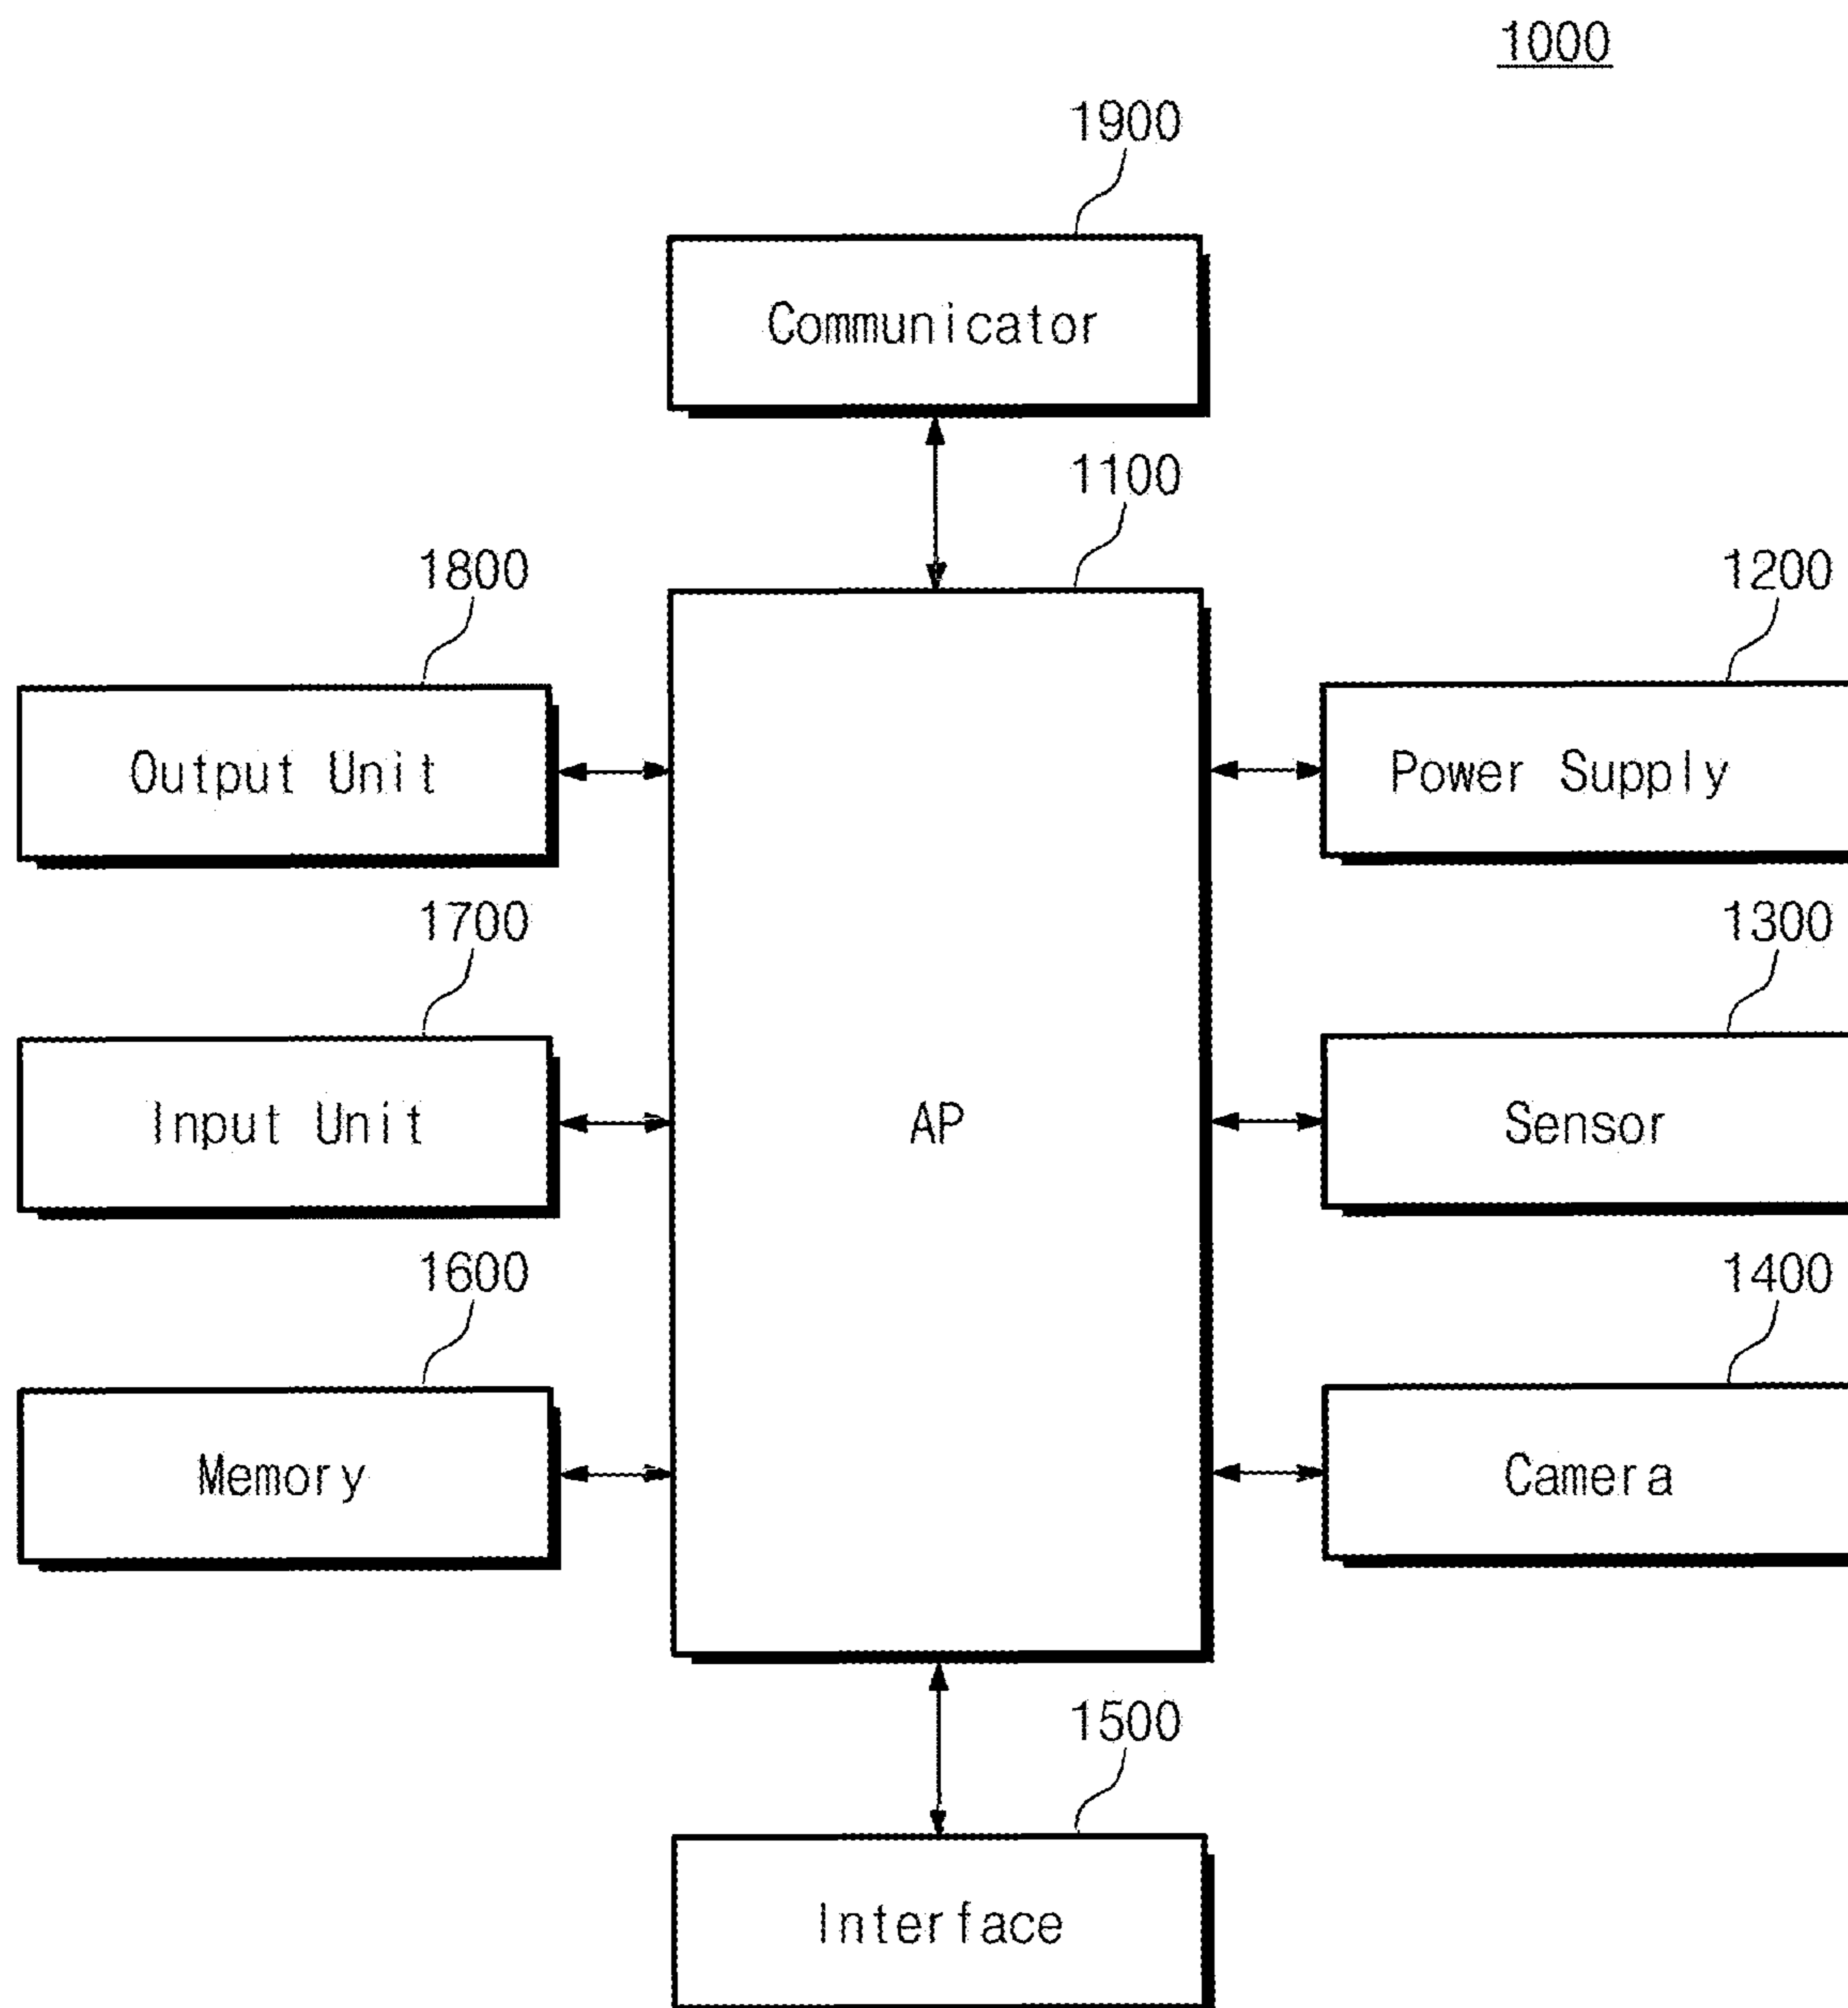 1000
1900
Communicator
1100
1800
1200
Output Unit
Power Supply
1700
1300
Input Unit
AP
Sensor
1600
1400
Memory
Camera
1500
Interface